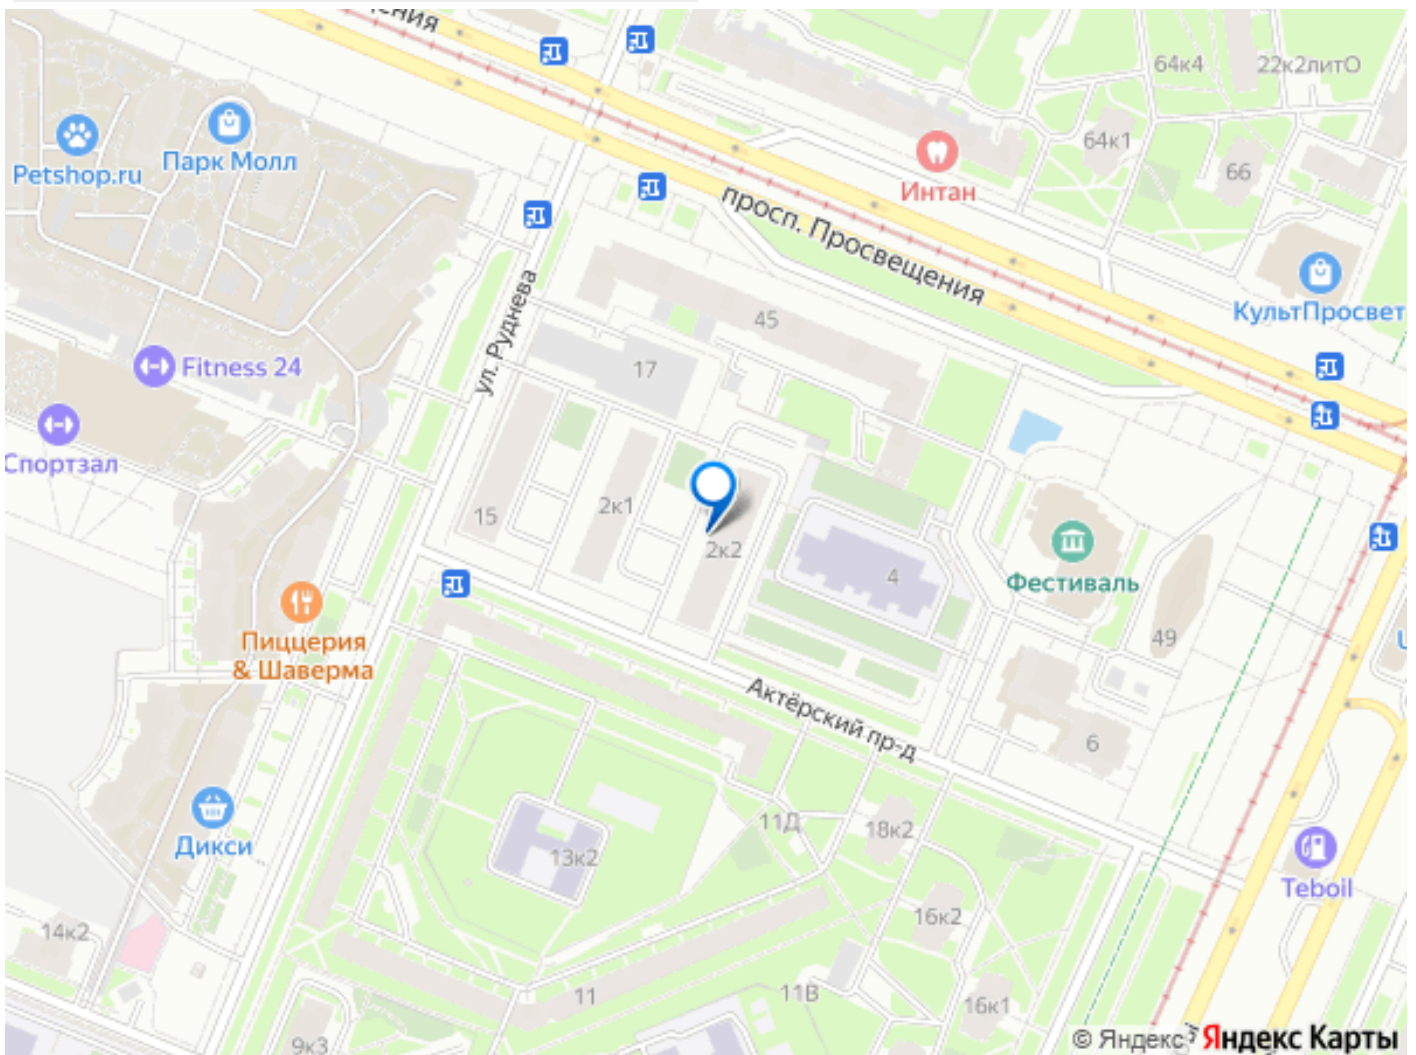 ния
64к4
22к2литО
Petshop.ru
Парк Молл
64к1
66
Интан
просп. Просвещения
КультПросвет
ул. Руднева
45
17
Fitness 24
Спортзал
15
2к1
2к2
4
Фестиваль
49
Пиццерия
& Шаверма
Актёрский пр-д
6
11Д
18к2
13к2
Дикси
Teboil
14к2
16к2
11
11В
16к1
9к3
© Яндекс
Яндекс Карты